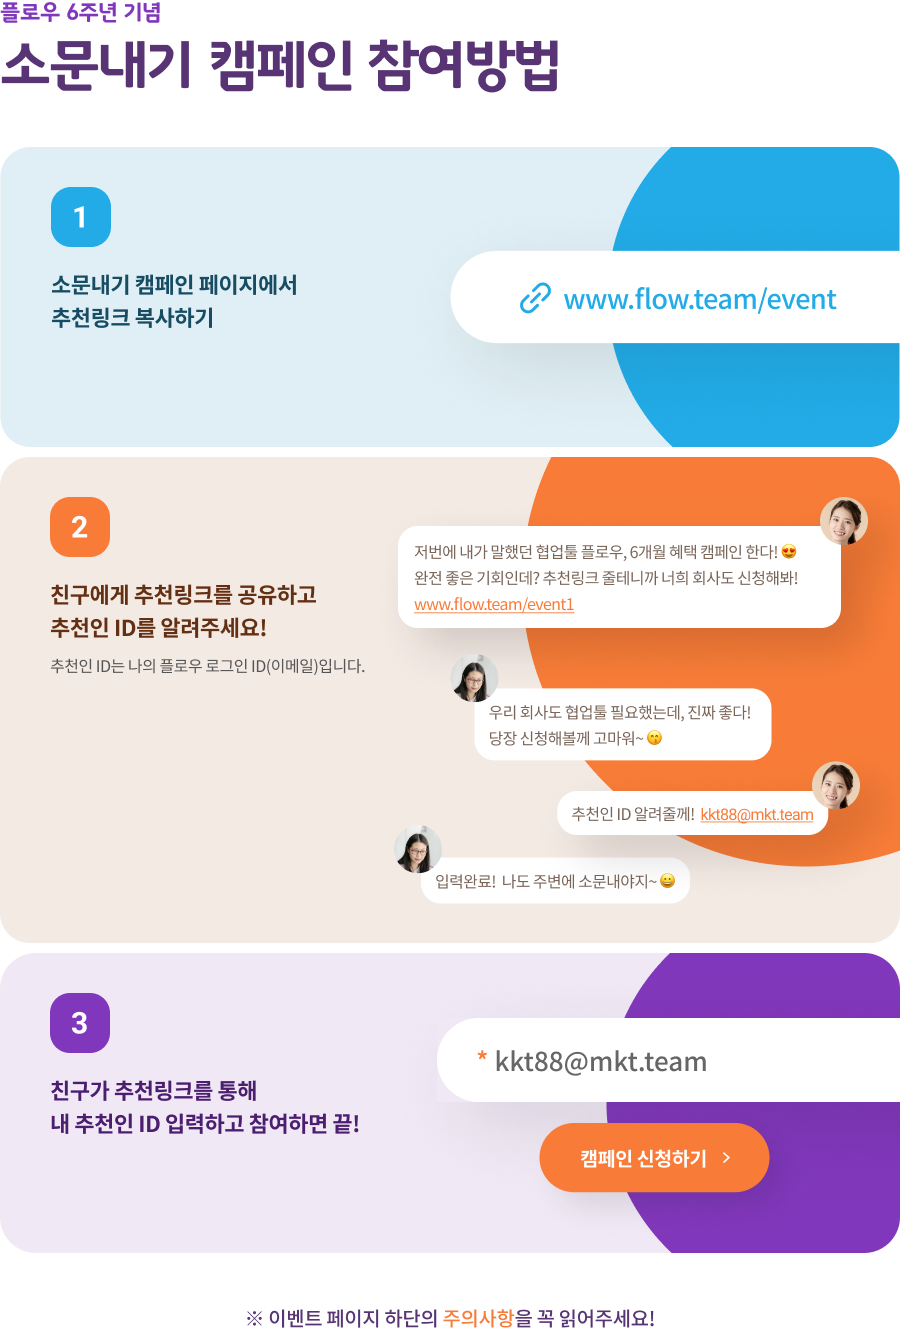 플로우 6주년 기념
소문내기 캠페인 참여방법
1
소문내기 캠페인 페이지에서
추천링크 복사하기
www.flow.team/event
2
친구에게 추천링크를 공유하고
추천인 ID를 알려주세요!
추천인 ID는 나의 플로우 로그인 ID(이메일)입니다.
저번에 내가 말했던 협업툴 플로우, 6개월 혜택 캠페인 한다! 😍
완전 좋은 기회인데? 추천링크 줄테니까 너희 회사도 신청해봐!
www.flow.team/event1
우리 회사도 협업툴 필요했는데, 진짜 좋다!
당장 신청해볼께 고마워~ 😙
추천인 ID 알려줄께! kkt88@mkt.team
입력완료! 나도 주변에 소문내야지~ 😀
3
친구가 추천링크를 통해
내 추천인 ID 입력하고 참여하면 끝!
* kkt88@mkt.team
캠페인 신청하기 >
※ 이벤트 페이지 하단의 주의사항을 꼭 읽어주세요!